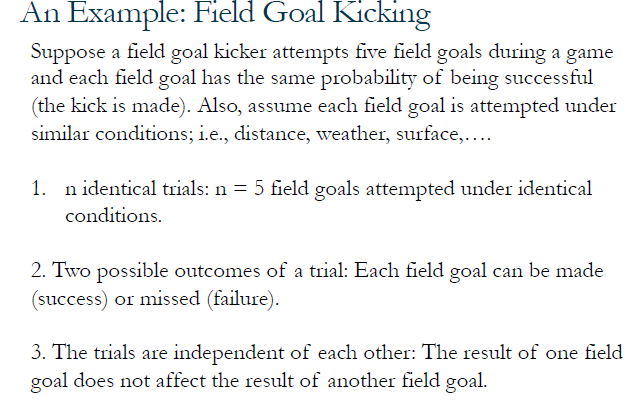 An Example: Field Goal Kicking
Suppose a field goal kicker attempts five field goals during a game
and each field goal has the same probability of being successful
(the kick is made). Also, assume each field goal is attempted under
similar conditions; i.e., distance, weather, surface,….
1. n identical trials: n = 5 field goals attempted under identical
conditions.
2. Two possible outcomes of a trial: Each field goal can be made
(success) or missed (failure).
3. The trials are independent of each other: The result of one field
goal does not affect the result of another field goal.